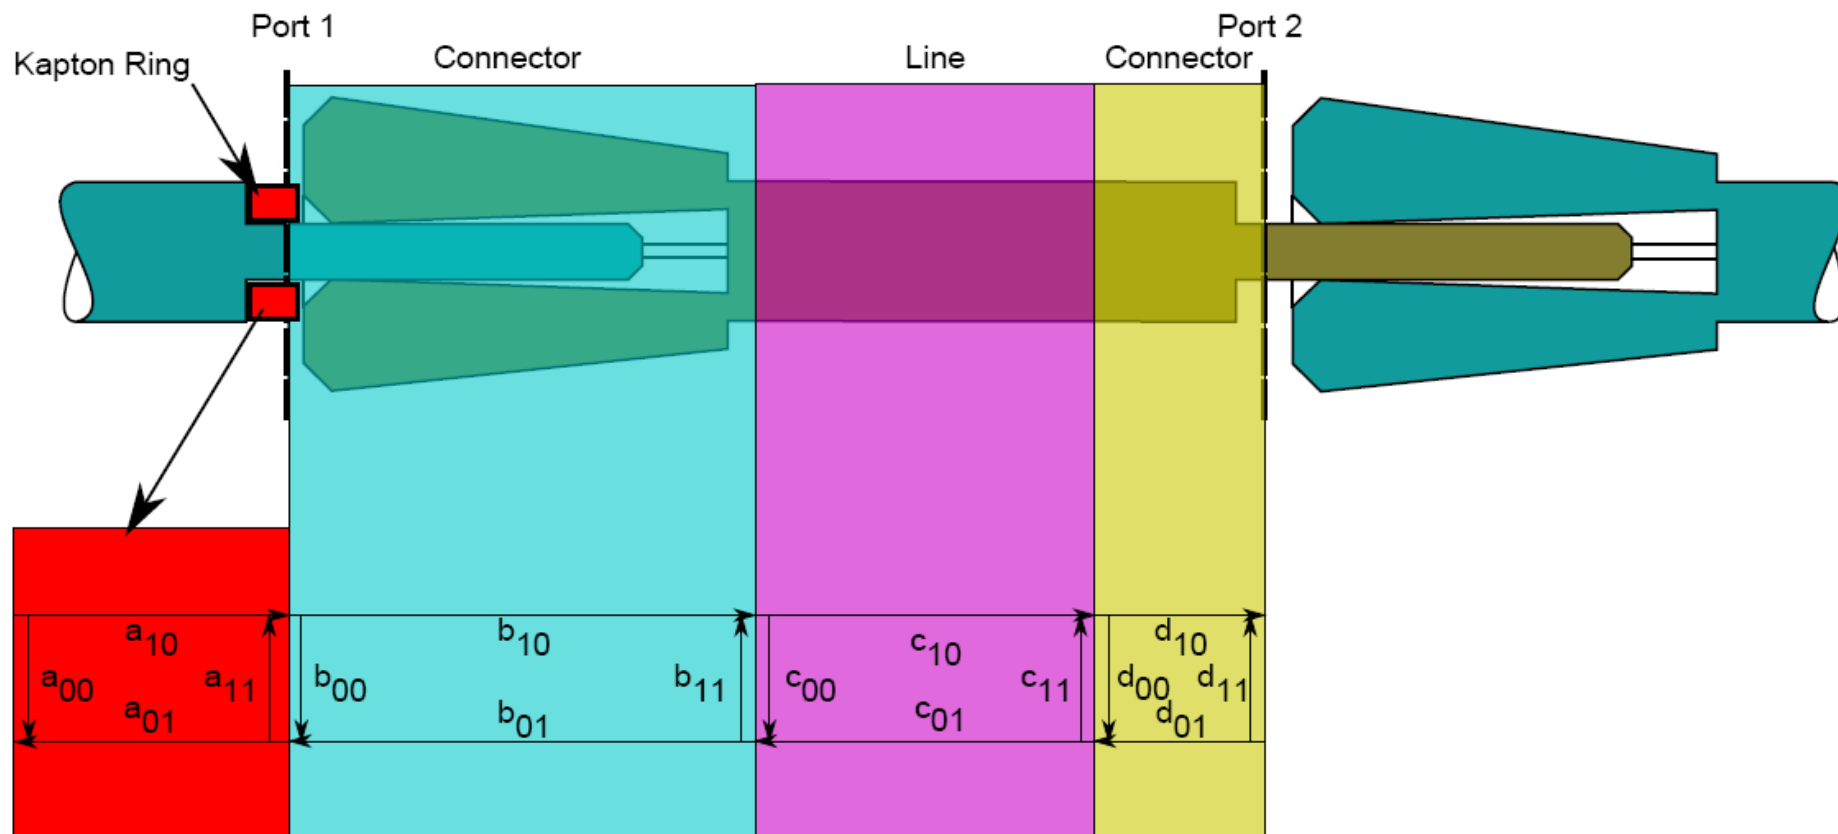 Port 1
Port 2
Kapton Ring
Connector
Line
Connector
a10
b10
c10
d10
a00
a11
b00
b11
c00
c11
d00
d11
a01
b01
c01
d01